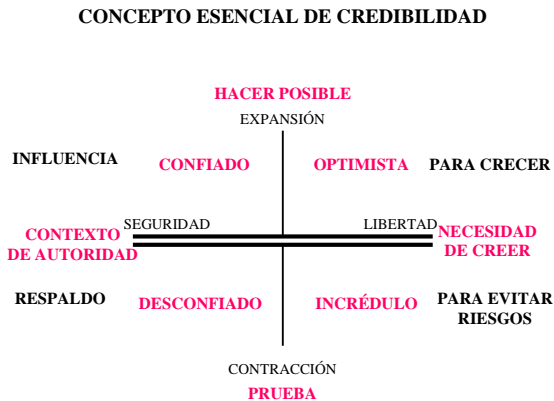 CONCEPTO ESENCIAL DE CREDIBILIDAD
HACER POSIBLE
EXPANSIÓN
INFLUENCIA
CONFIADO
OPTIMISTA
PARA CRECER
SEGURIDAD
LIBERTAD
CONTEXTO
DE AUTORIDAD
NECESIDAD
DE CREER
RESPALDO
DESCONFIADO
INCRÉDULO
PARA EVITAR
RIESGOS
CONTRACCIÓN
PRUEBA